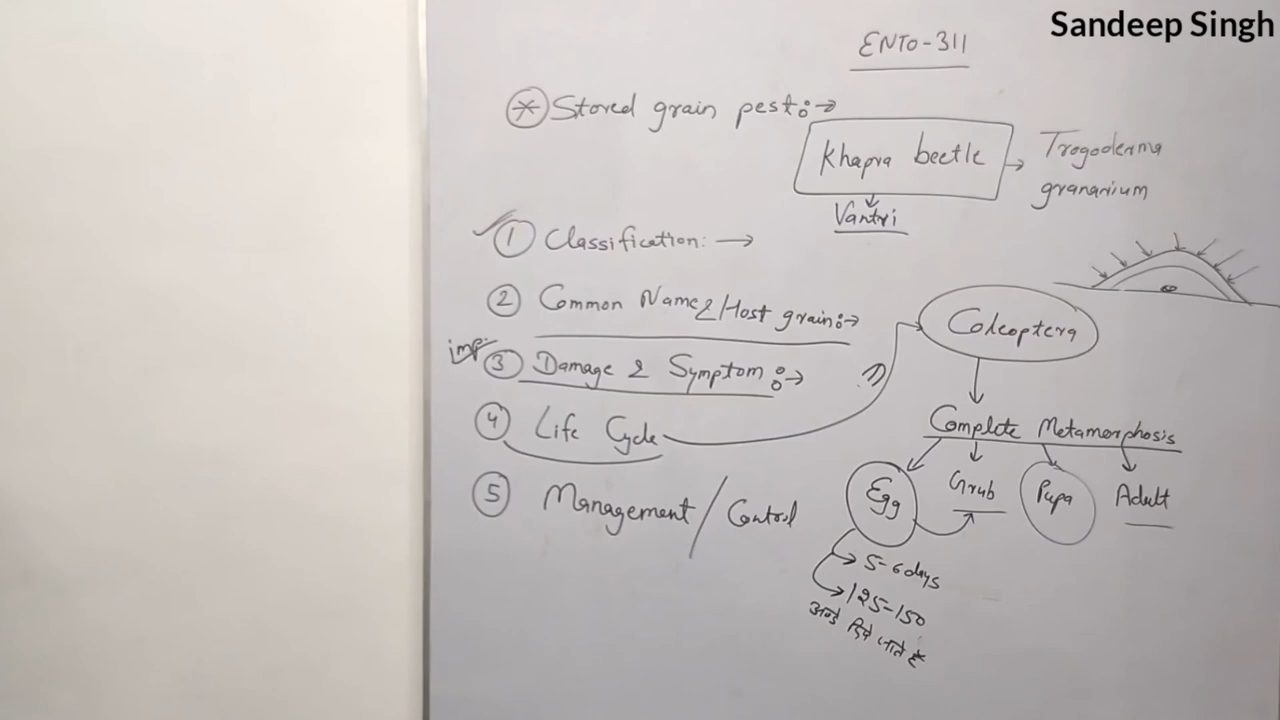 Sandeep Singh
ENTO-311
* Stored grain pest :→
Khapra beetle → Trogoderma granarium
Vantri
① Classification: →
② Common Name & Host grain :→
Coleoptera
imp.
③ Damage & Symptom :→
④ Life Cycle
Complete Metamorphosis
Egg Grub Pupa Adult
⑤ Management / Control
→ 5-6 days
→ 125-150
अण्डे दिये जाते है